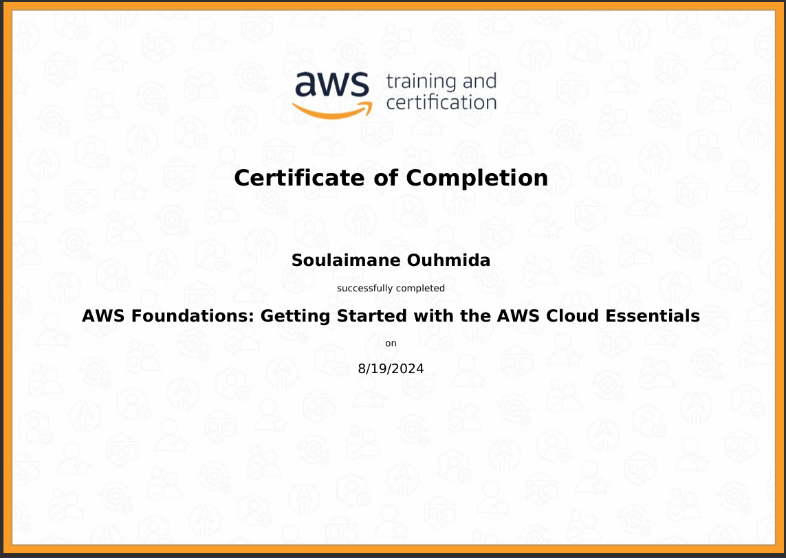 aws training and
certification
Certificate of Completion
Soulaimane Ouhmida
successfully completed
AWS Foundations: Getting Started with the AWS Cloud Essentials
on
8/19/2024